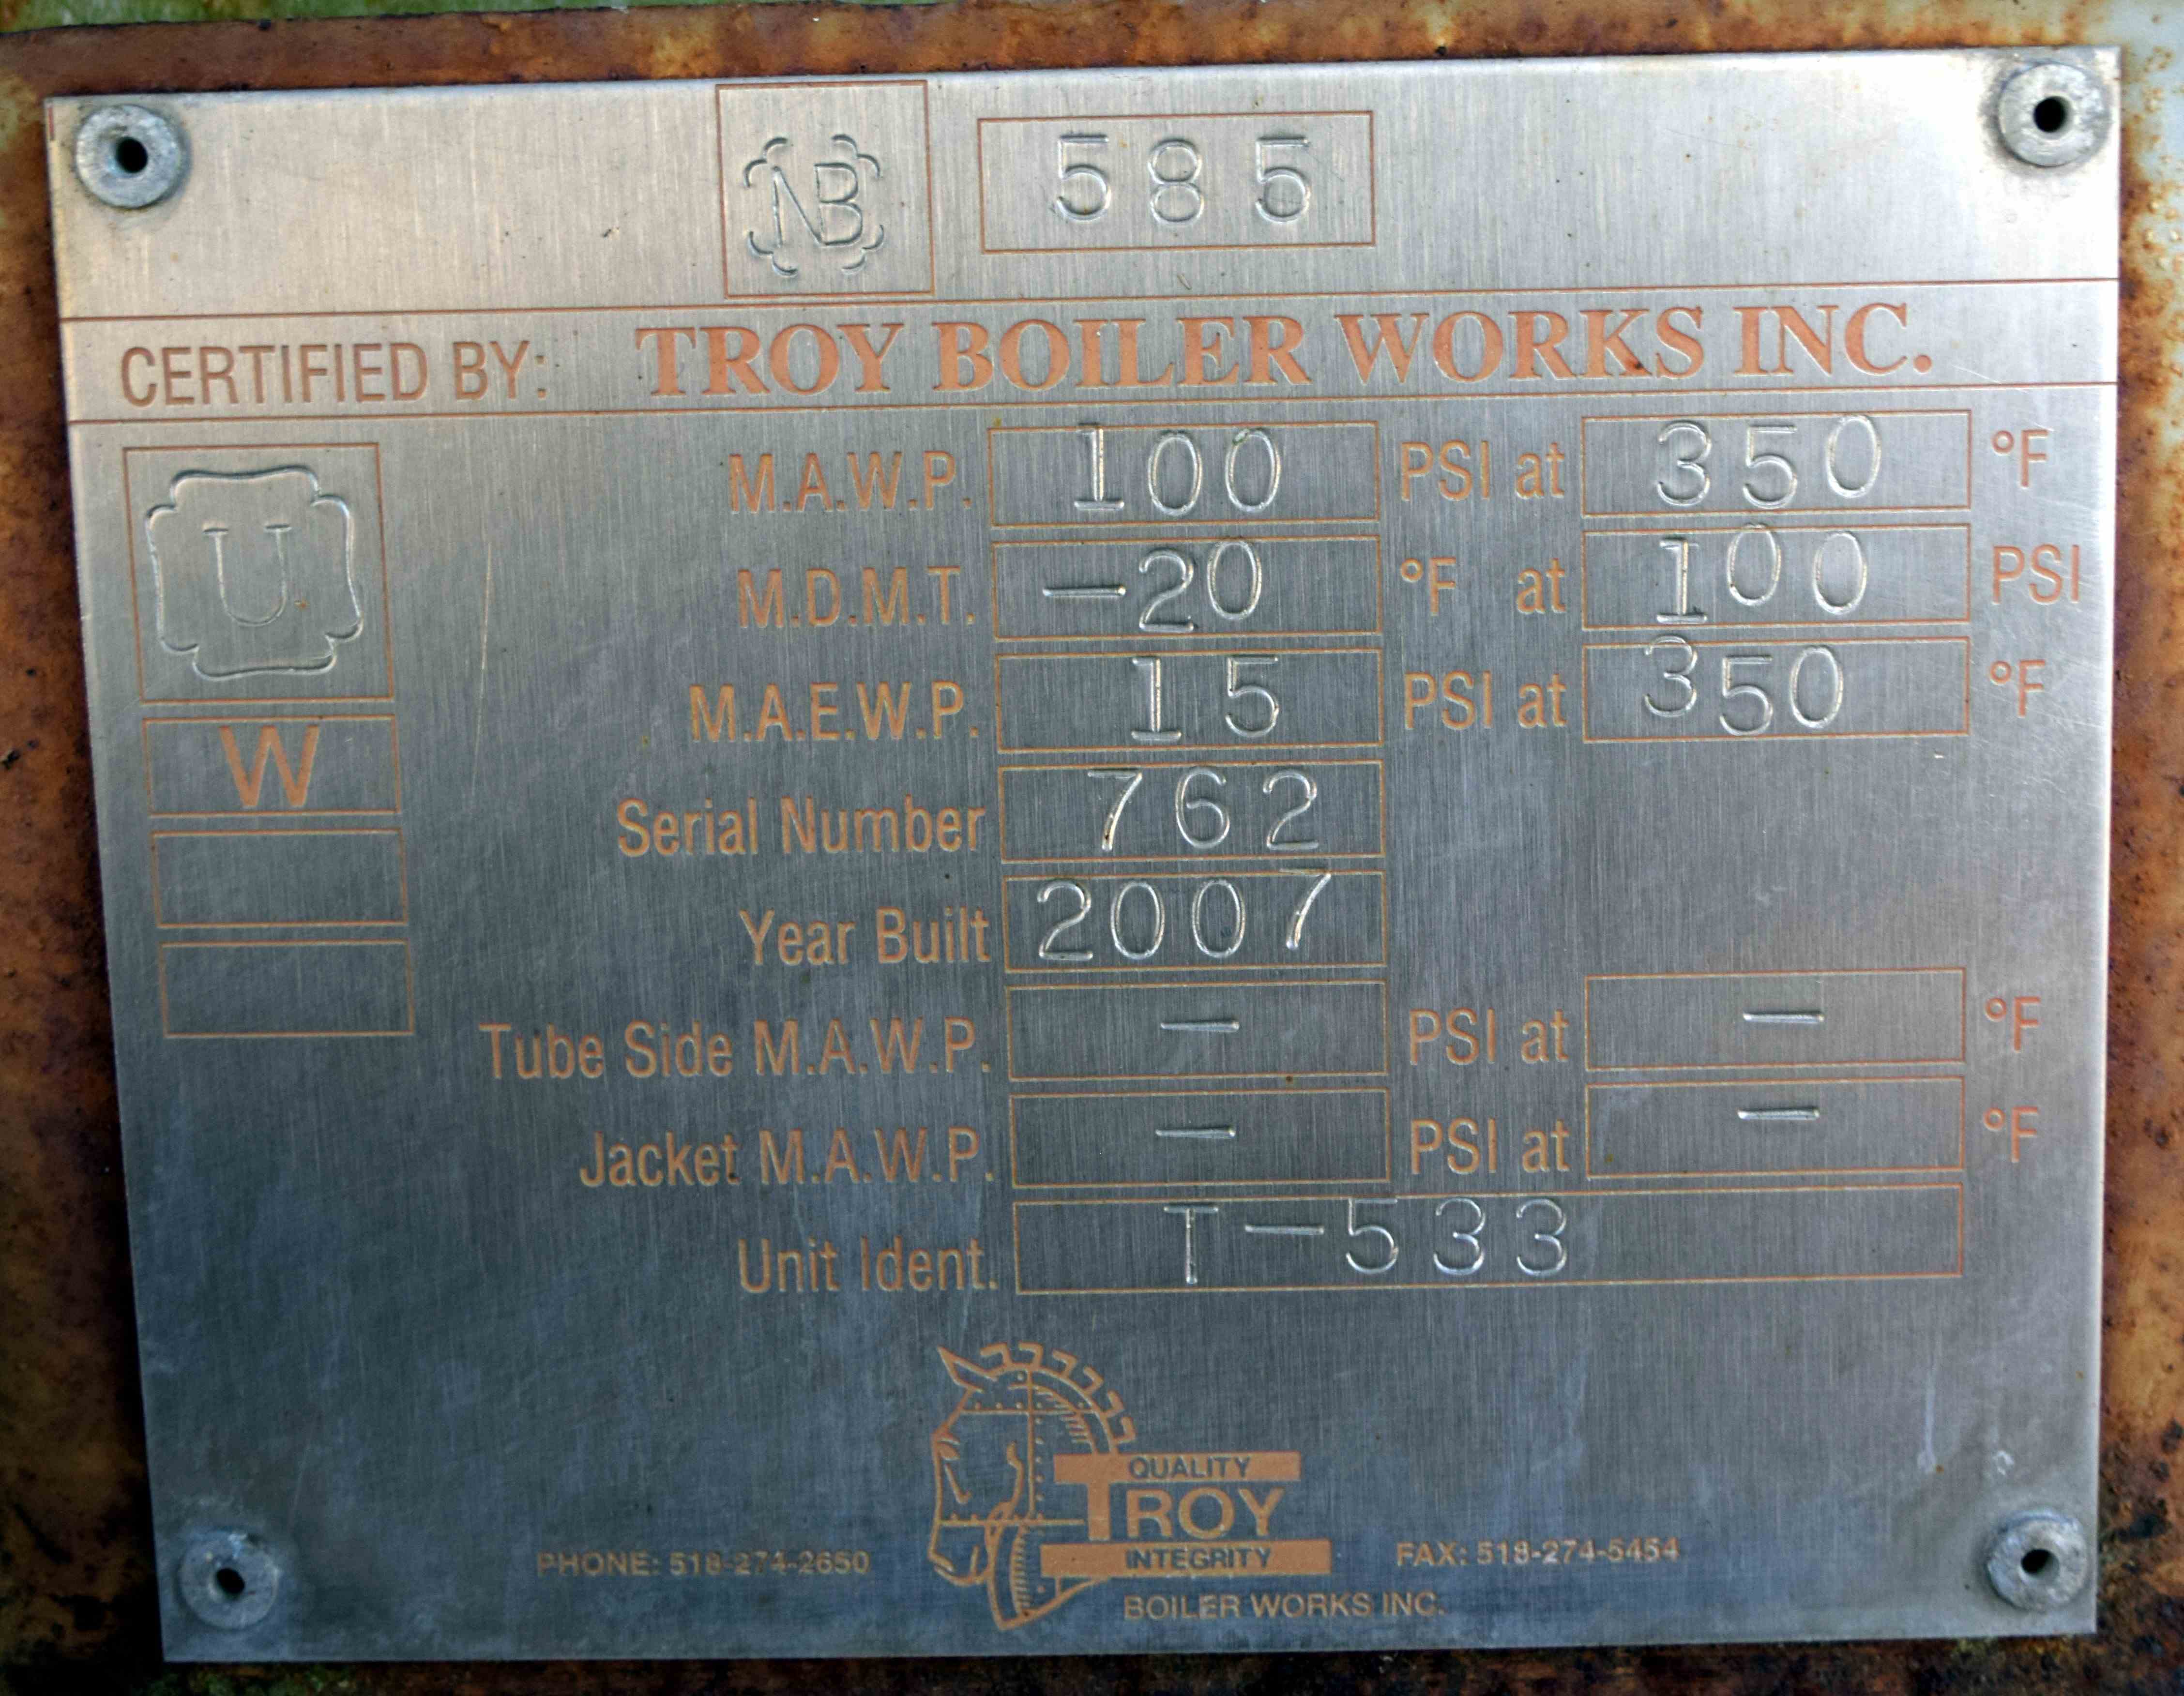 NB 585
CERTIFIED BY: TROY BOILER WORKS INC.
U
W
M.A.W.P. 100 PSI at 350 °F
M.D.M.T. -20 °F at 100 PSI
M.A.E.W.P. 15 PSI at 350 °F
Serial Number 762
Year Built 2007
Tube Side M.A.W.P. - PSI at - °F
Jacket M.A.W.P. - PSI at - °F
Unit Ident. T-533
QUALITY
TROY
INTEGRITY
PHONE: 518-274-2650 FAX: 518-274-5454
BOILER WORKS INC.